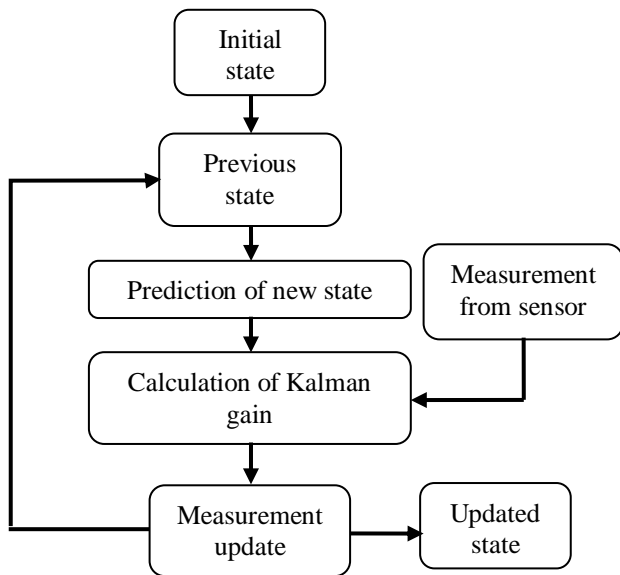 Initial
state
Previous
state
Prediction of new state
Measurement
from sensor
Calculation of Kalman
gain
Measurement
update
Updated
state